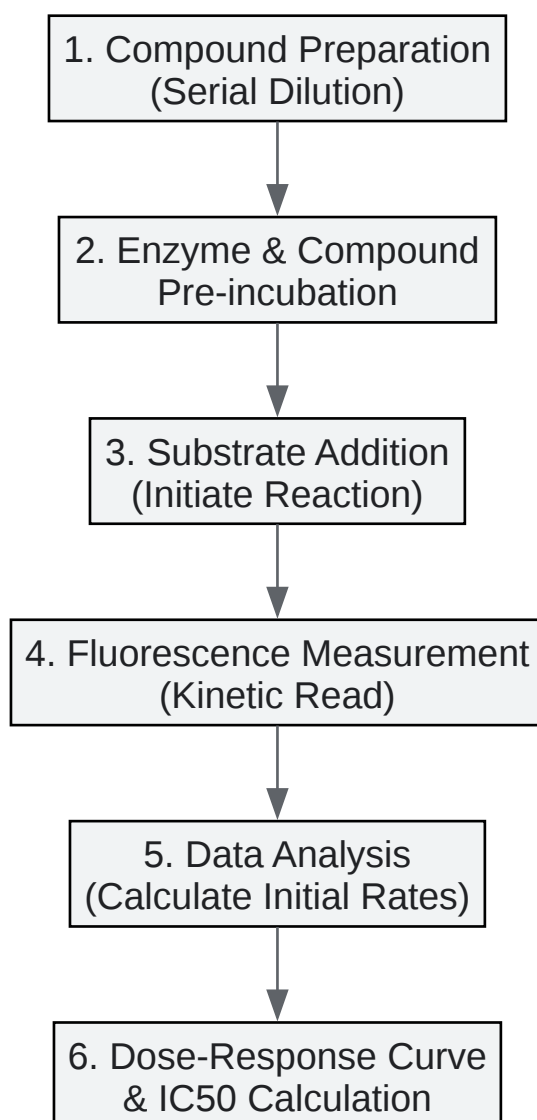 1. Compound Preparation
(Serial Dilution)
2. Enzyme & Compound
Pre-incubation
3. Substrate Addition
(Initiate Reaction)
4. Fluorescence Measurement
(Kinetic Read)
5. Data Analysis
(Calculate Initial Rates)
6. Dose-Response Curve
& IC50 Calculation